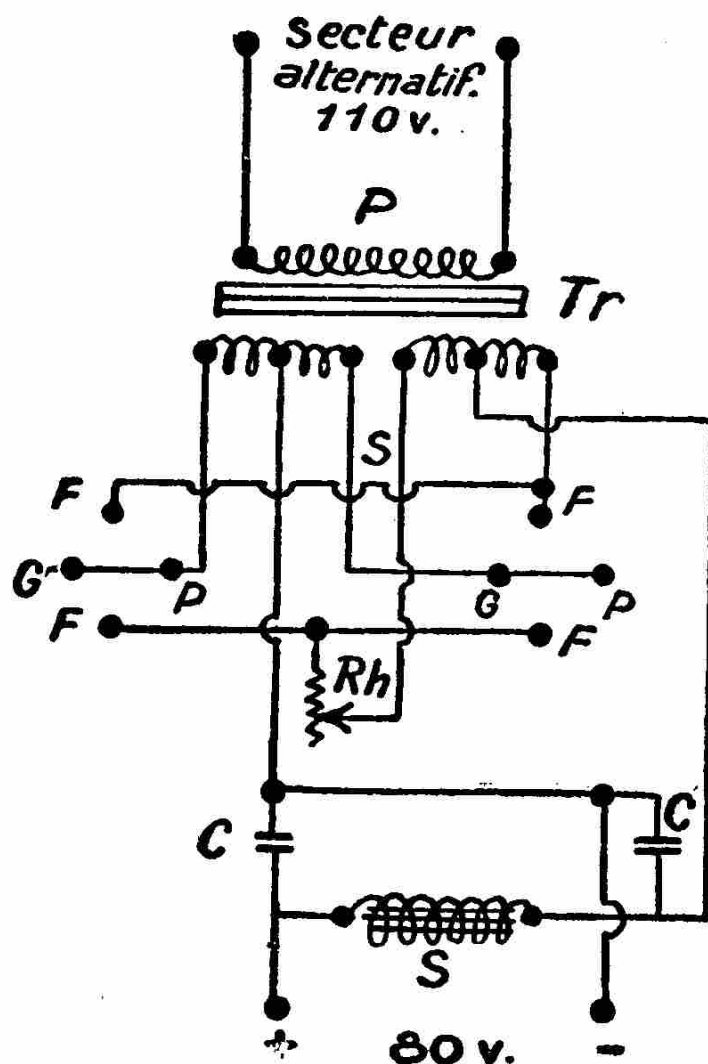 secteur
alternatif.
110 v.
P
Tr
S
F F
G P G P
F F
Rh
C C
S
+ 80 v. -